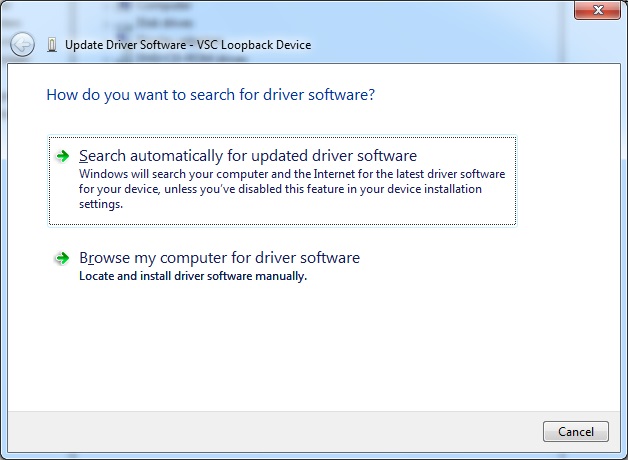 Computer
Disk drives
Update Driver Software - VSC Loopback Device
How do you want to search for driver software?
Search automatically for updated driver software
Windows will search your computer and the Internet for the latest driver software
for your device, unless you've disabled this feature in your device installation
settings.
Browse my computer for driver software
Locate and install driver software manually.
Cancel